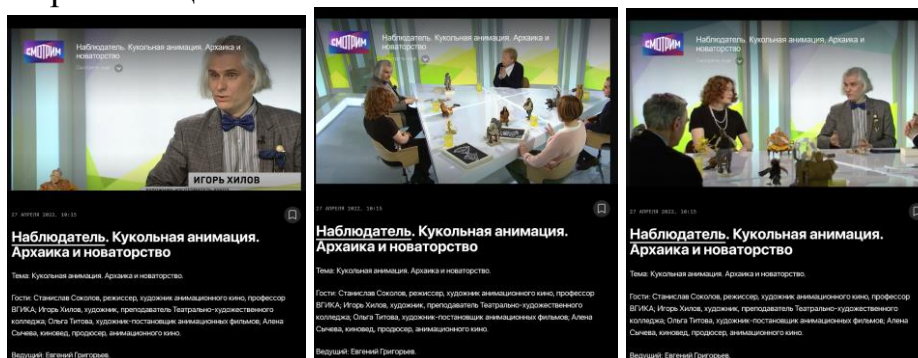 СМОТРИМ
Наблюдатель. Кукольная анимация. Архаика и
новаторство
Смотреть ещё
ИГОРЬ ХИЛОВ
27 АПРЕЛЯ 2022, 10:15
Наблюдатель. Кукольная анимация.
Архаика и новаторство
Тема: Кукольная анимация. Архаика и новаторство.
Гости: Станислав Соколов, режиссер, художник анимационного кино, профессор
ВГИКА; Игорь Хилов, художник, преподаватель Театрально-художественного
колледжа; Ольга Титова, художник-постановщик анимационных фильмов; Алена
Сычева, киновед, продюсер, анимационного кино.
Ведущий: Евгений Григорьев.
СМОТРИМ
Наблюдатель. Кукольная анимация. Архаика и
новаторство
Смотреть ещё
27 АПРЕЛЯ 2022, 10:15
Наблюдатель. Кукольная анимация.
Архаика и новаторство
Тема: Кукольная анимация. Архаика и новаторство.
Гости: Станислав Соколов, режиссер, художник анимационного кино, профессор
ВГИКА; Игорь Хилов, художник, преподаватель Театрально-художественного
колледжа; Ольга Титова, художник-постановщик анимационных фильмов; Алена
Сычева, киновед, продюсер, анимационного кино.
Ведущий: Евгений Григорьев.
СМОТРИМ
Наблюдатель. Кукольная анимация. Архаика и
новаторство
Смотреть ещё
27 АПРЕЛЯ 2022, 10:15
Наблюдатель. Кукольная анимация.
Архаика и новаторство
Тема: Кукольная анимация. Архаика и новаторство.
Гости: Станислав Соколов, режиссер, художник анимационного кино, профессор
ВГИКА; Игорь Хилов, художник, преподаватель Театрально-художественного
колледжа; Ольга Титова, художник-постановщик анимационных фильмов; Алена
Сычева, киновед, продюсер, анимационного кино.
Ведущий: Евгений Григорьев.